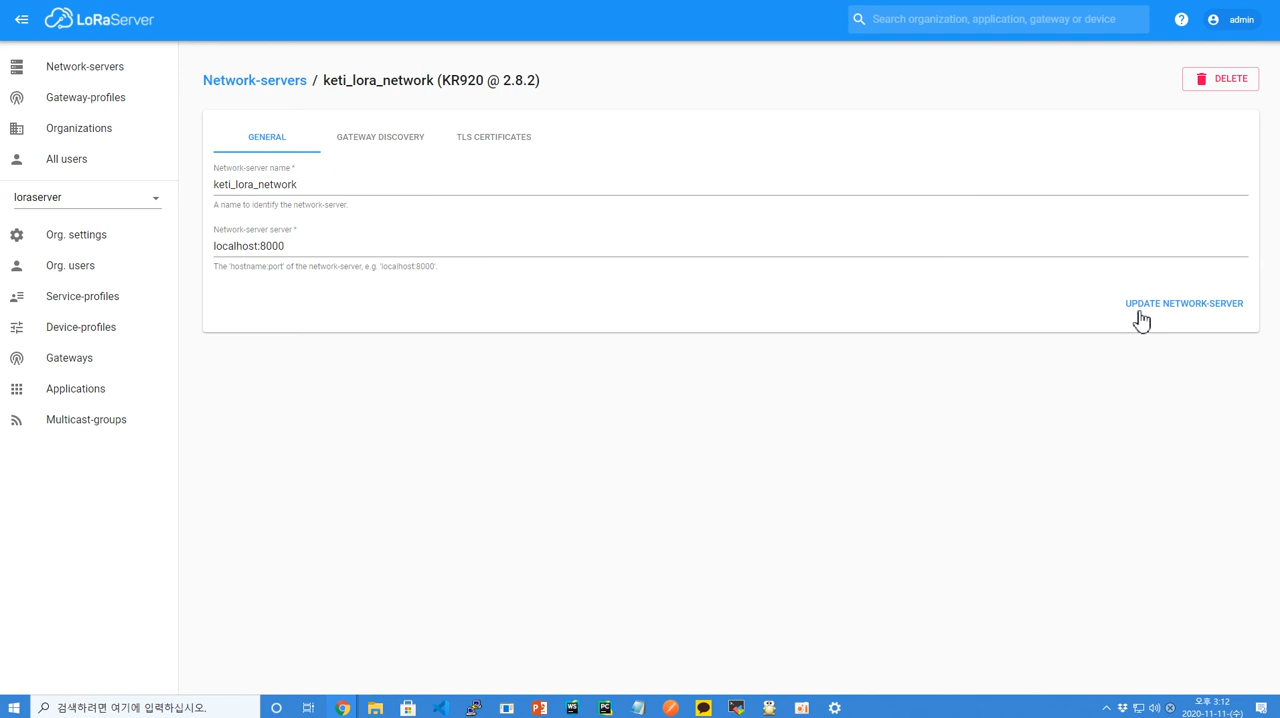 LoRaServer
Search organization, application, gateway or device
admin
Network-servers
Gateway-profiles
Organizations
All users
loraserver
Org. settings
Org. users
Service-profiles
Device-profiles
Gateways
Applications
Multicast-groups
Network-servers / keti_lora_network (KR920 @ 2.8.2)
DELETE
GENERAL GATEWAY DISCOVERY TLS CERTIFICATES
Network-server name *
keti_lora_network
A name to identify the network-server.
Network-server server *
localhost:8000
The 'hostname:port' of the network-server, e.g. 'localhost:8000'.
UPDATE NETWORK-SERVER
검색하려면 여기에 입력하십시오.
오후 3:12
2020-11-11-(수)